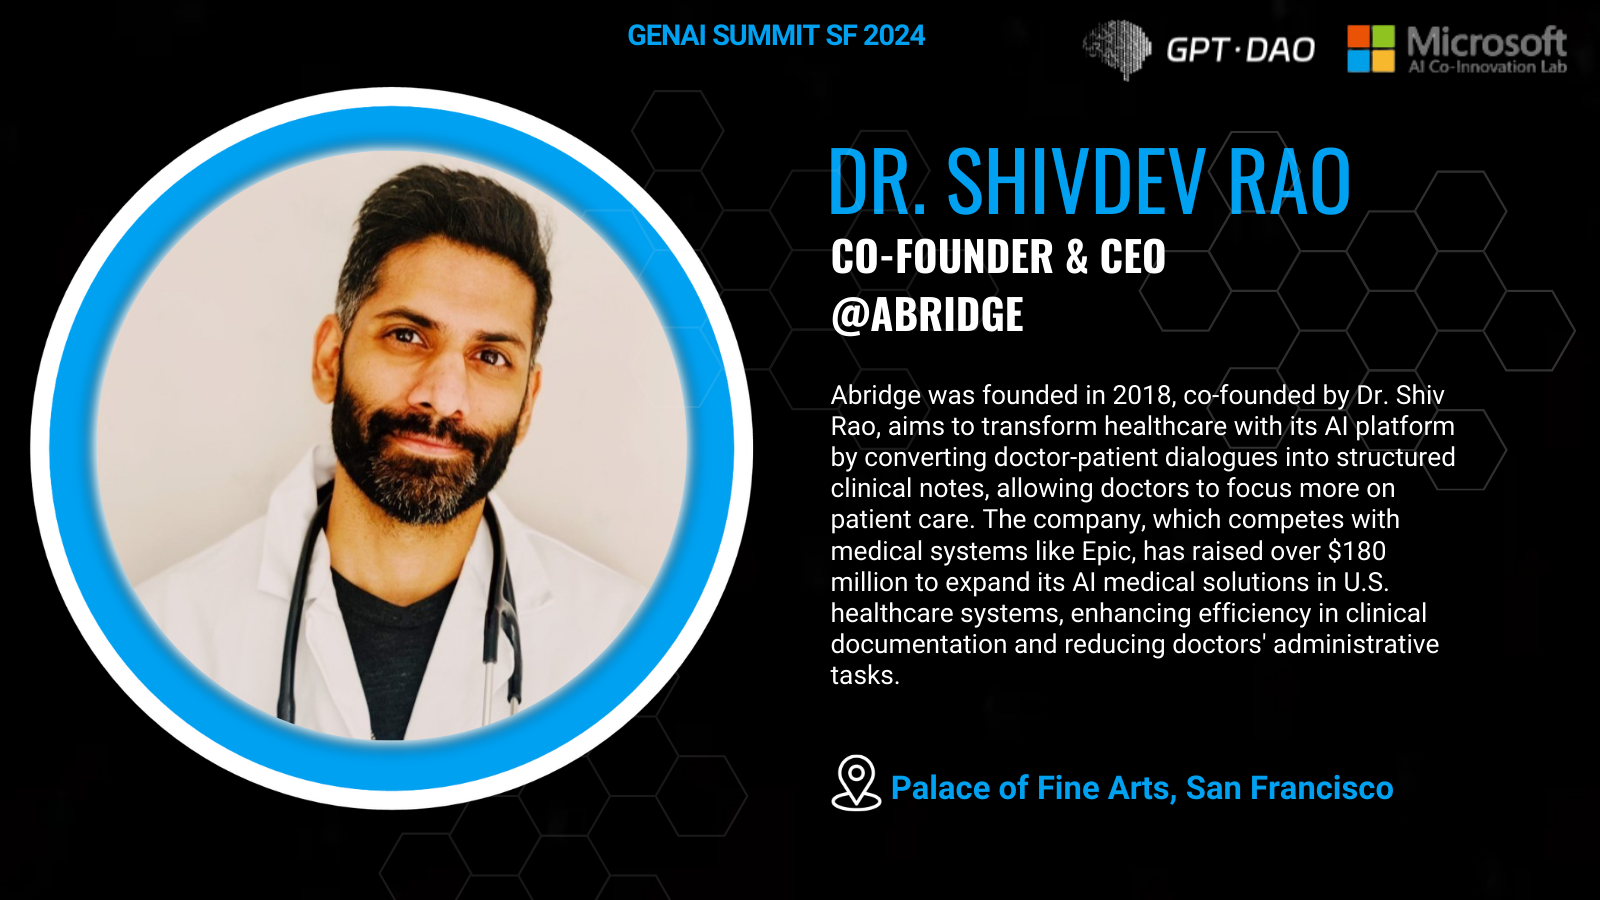 GENAI SUMMIT SF 2024
GPT·DAO
Microsoft
AI Co-Innovation Lab
DR. SHIVDEV RAO
CO-FOUNDER & CEO
@ABRIDGE
Abridge was founded in 2018, co-founded by Dr. Shiv
Rao, aims to transform healthcare with its AI platform
by converting doctor-patient dialogues into structured
clinical notes, allowing doctors to focus more on
patient care. The company, which competes with
medical systems like Epic, has raised over $180
million to expand its AI medical solutions in U.S.
healthcare systems, enhancing efficiency in clinical
documentation and reducing doctors' administrative
tasks.
Palace of Fine Arts, San Francisco